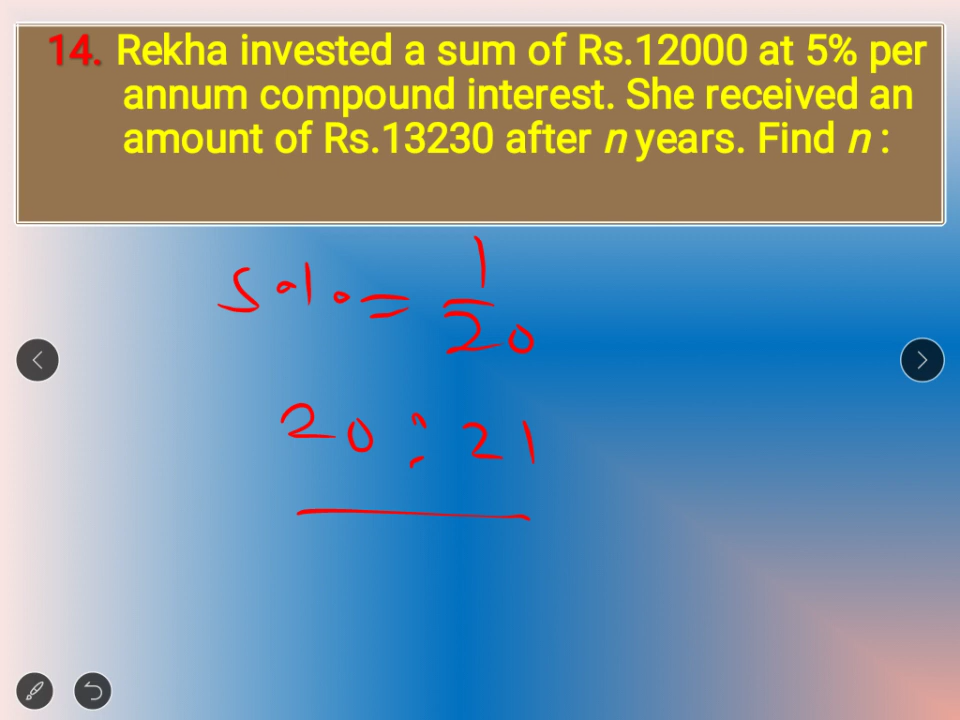 14. Rekha invested a sum of Rs.12000 at 5% per
annum compound interest. She received an
amount of Rs.13230 after n years. Find n :
5% = 1/20
20 : 21